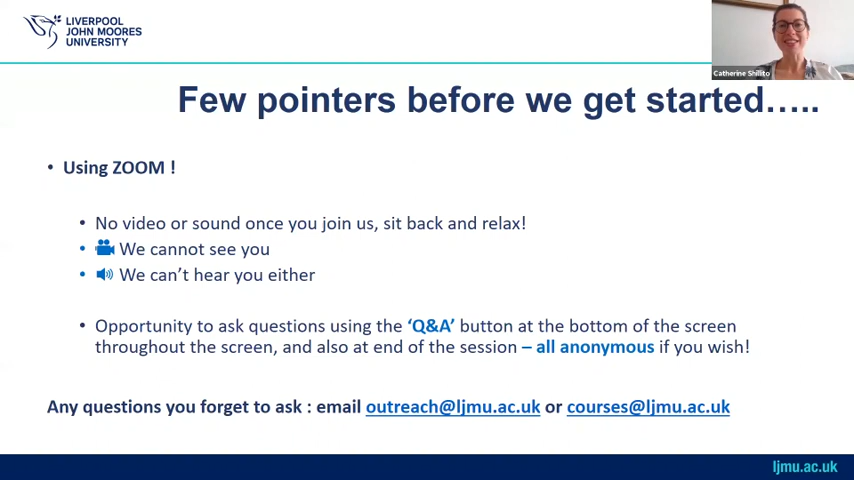 LIVERPOOL
JOHN MOORES
UNIVERSITY
Catherine Shillito
Few pointers before we get started…..
• Using ZOOM !
• No video or sound once you join us, sit back and relax!
• We cannot see you
• We can’t hear you either
• Opportunity to ask questions using the ‘Q&A’ button at the bottom of the screen
throughout the screen, and also at end of the session – all anonymous if you wish!
Any questions you forget to ask : email outreach@ljmu.ac.uk or courses@ljmu.ac.uk
ljmu.ac.uk